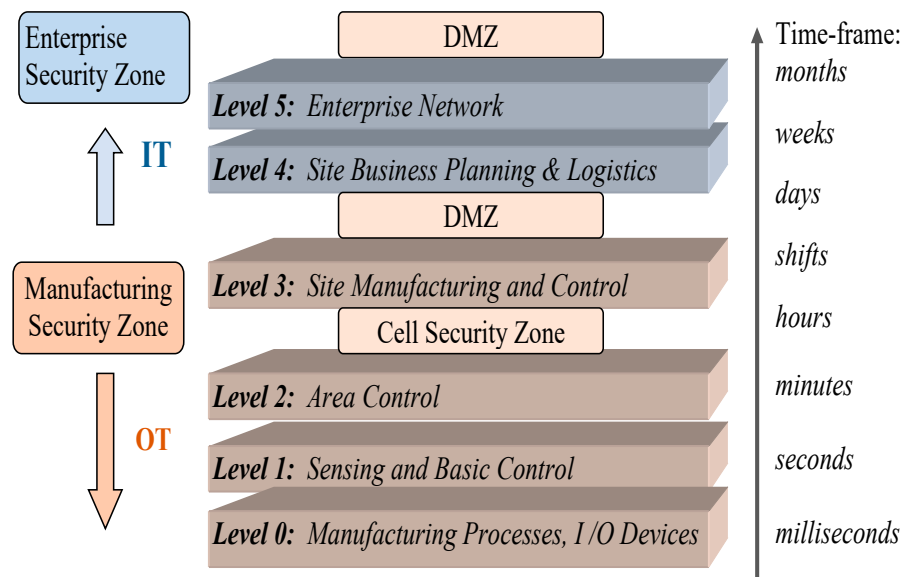 Enterprise
Security Zone
IT
Manufacturing
Security Zone
OT
DMZ
Level 5: Enterprise Network
Level 4: Site Business Planning & Logistics
DMZ
Level 3: Site Manufacturing and Control
Cell Security Zone
Level 2: Area Control
Level 1: Sensing and Basic Control
Level 0: Manufacturing Processes, I /O Devices
Time-frame:
months
weeks
days
shifts
hours
minutes
seconds
milliseconds